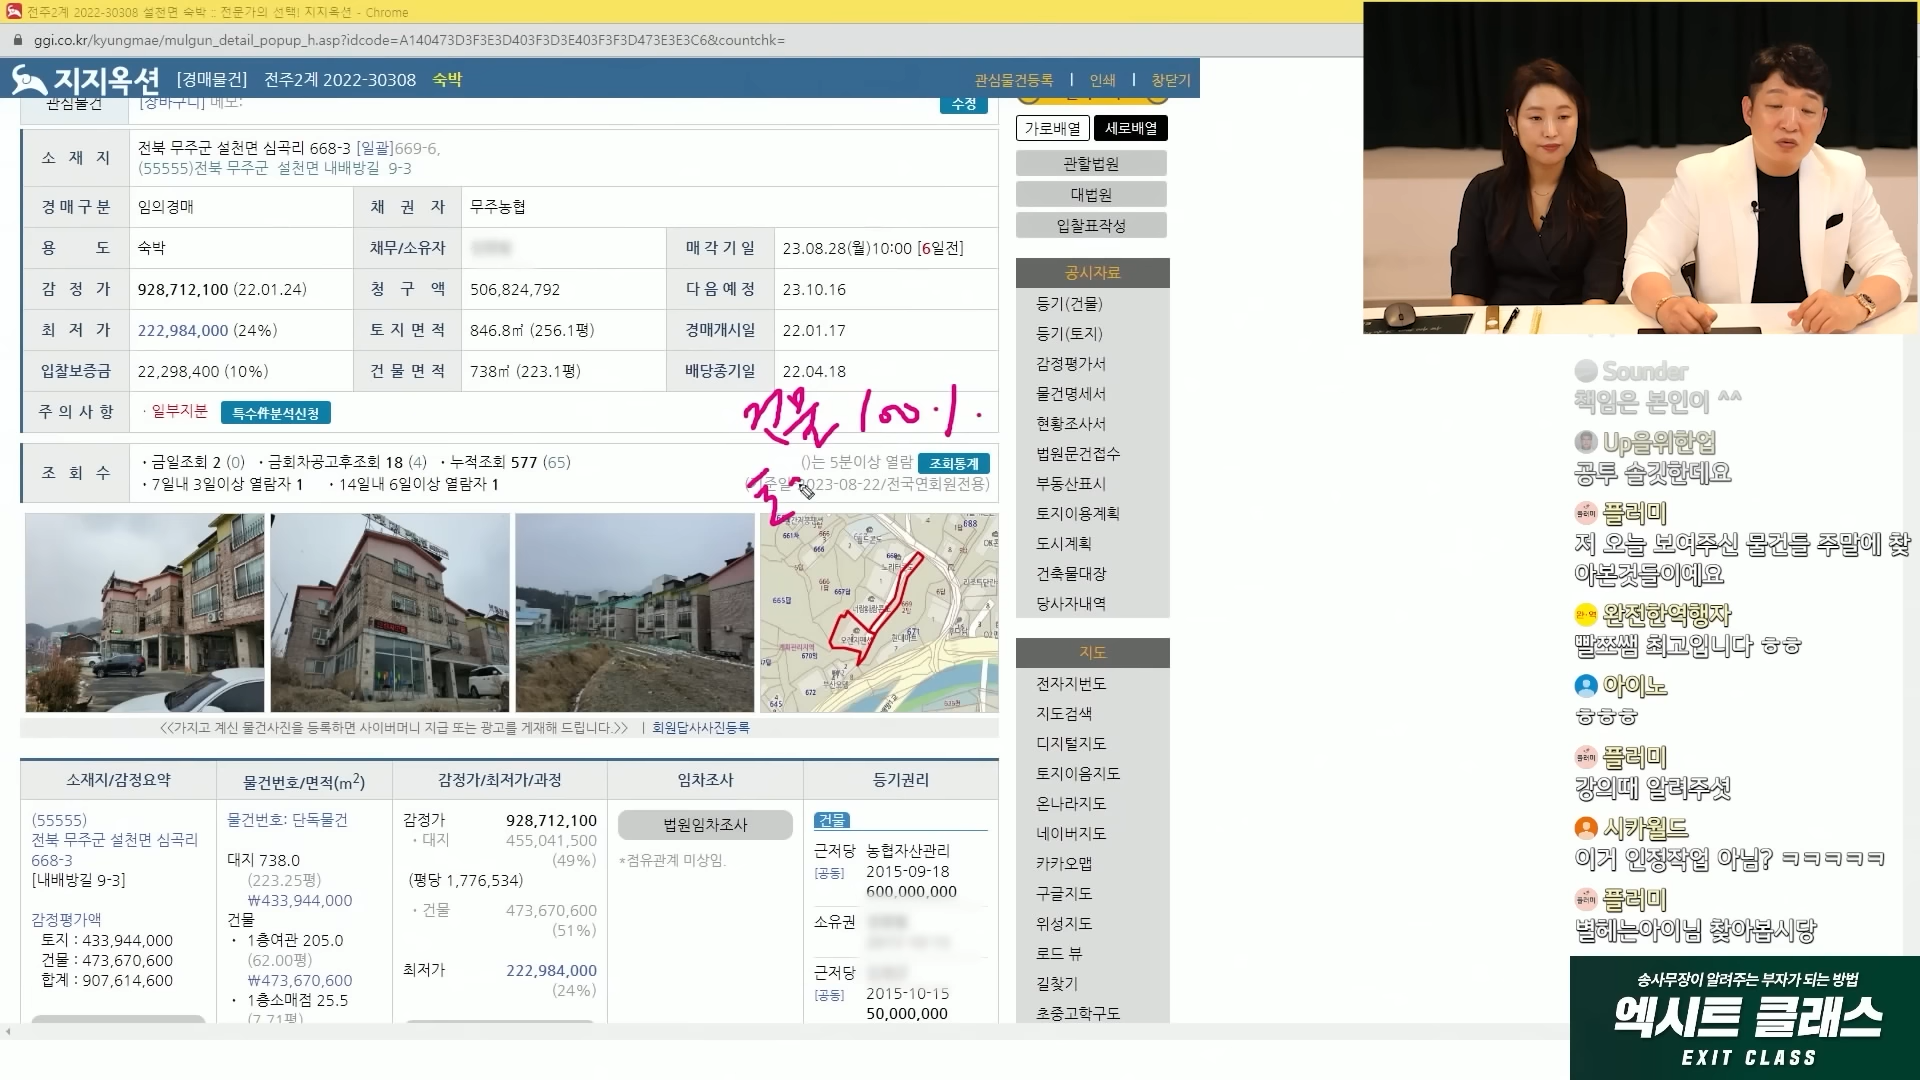 전주2계 2022-30308 설천면 숙박 :: 전문가의 선택! 지지옥션 - Chrome
ggi.co.kr/kyungmae/mulgun_detail_popup_h.asp?idcode=A140473D3F3E3D403F3D3E403F3F3D473E3E3C6&countchk=
지지옥션 [경매물건] 전주2계 2022-30308 숙박
관심물건등록 | 인쇄 | 창닫기
관심물건 [장바구니] 메모: 수정
소재지 전북 무주군 설천면 심곡리 668-3 [일괄]669-6,
(55555)전북 무주군 설천면 내배방길 9-3
경매구분 임의경매 채권자 무주농협
용도 숙박 채무/소유자 매각기일 23.08.28(월)10:00 [6일전]
감정가 928,712,100 (22.01.24) 청구액 506,824,792 다음예정 23.10.16
최저가 222,984,000 (24%) 토지면적 846.8㎡ (256.1평) 경매개시일 22.01.17
입찰보증금 22,298,400 (10%) 건물면적 738㎡ (223.1평) 배당종기일 22.04.18
주의사항 · 일부지분 특수件분석신청
건물 100%.
조회수 ·금일조회 2 (0) ·금회차공고후조회 18 (4) ·누적조회 577 (65) ()는 5분이상 열람 조회통계
·7일내 3일이상 열람자 1 ·14일내 6일이상 열람자 1 2023-08-22/전국연회원전용)
<<가지고 계신 물건사진을 등록하면 사이버머니 지급 또는 광고를 게재해 드립니다.>> | 회원답사사진등록
소재지/감정요약 물건번호/면적(m2) 감정가/최저가/과정 임차조사 등기권리
(55555)
전북 무주군 설천면 심곡리
668-3
[내배방길 9-3]
감정평가액
토지 : 433,944,000
건물 : 473,670,600
합계 : 907,614,600
물건번호: 단독물건
대지 738.0
(223.25평)
₩433,944,000
건물
· 1층여관 205.0
(62.00평)
₩473,670,600
· 1층소매점 25.5
(7.71평)
감정가 928,712,100
· 대지 455,041,500
(49%)
(평당 1,776,534)
· 건물 473,670,600
(51%)
최저가 222,984,000
(24%)
법원임차조사
*점유관계 미상임.
건물
근저당 농협자산관리
[공동] 2015-09-18
600,000,000
소유권
근저당
[공동] 2015-10-15
50,000,000
가로배열 세로배열
관할법원
대법원
입찰표작성
공시자료
등기(건물)
등기(토지)
감정평가서
물건명세서
현황조사서
법원문건접수
부동산표시
토지이용계획
도시계획
건축물대장
당사자내역
지도
전자지번도
지도검색
디지털지도
토지이음지도
온나라지도
네이버지도
카카오맵
구글지도
위성지도
로드 뷰
길찾기
초중고학구도
Sounder
책임은 본인이 ^^
Up을위한업
공투 솔깃한데요
플러미
저 오늘 보여주신 물건들 주말에 찾
아본것들이예요
완전한역행자
빨쪼쌤 최고입니다 ㅎㅎ
아이노
ㅎㅎㅎ
플러미
강의때 알려주셧
시카월드
이거 인정작업 아님? ㅋㅋㅋㅋㅋ
플러미
별헤는아이님 찾아봅시당
송사무장이 알려주는 부자가 되는 방법
엑시트 클래스
EXIT CLASS